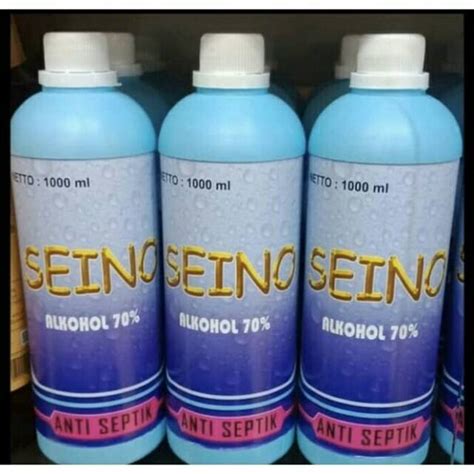 NETTO : 1000 ml
SEINO
ALKOHOL 70%
ANTI SEPTIK
NETTO : 1000 ml
SEINO
ALKOHOL 70%
ANTI SEPTIK
NETTO : 1000 ml
SEINO
ALKOHOL 70%
ANTI SEPTIK